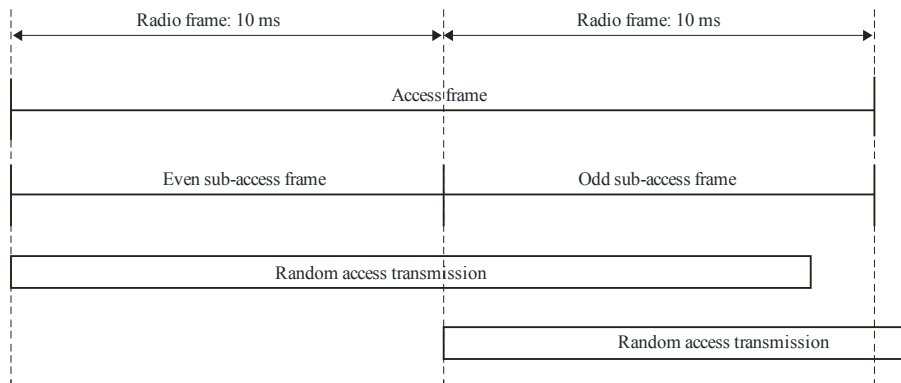 Radio frame: 10 ms
Radio frame: 10 ms
Access frame
Even sub-access frame
Odd sub-access frame
Random access transmission
Random access transmission